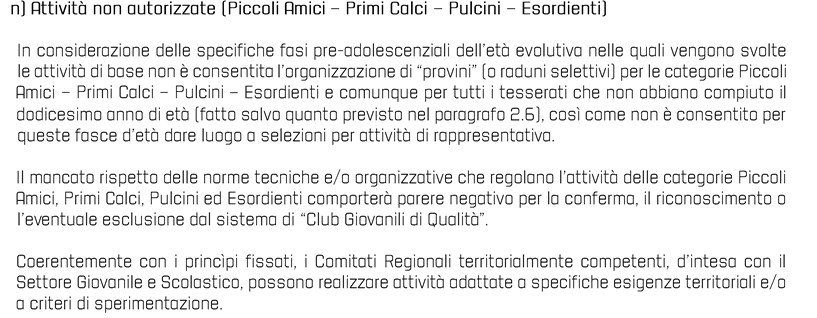 n) Attività non autorizzate (Piccoli Amici – Primi Calci – Pulcini – Esordienti)
In considerazione delle specifiche fasi pre-adolescenziali dell'età evolutiva nelle quali vengono svolte
le attività di base non è consentita l'organizzazione di "provini" (o raduni selettivi) per le categorie Piccoli
Amici – Primi Calci – Pulcini – Esordienti e comunque per tutti i tesserati che non abbiano compiuto il
dodicesimo anno di età (fatto salvo quanto previsto nel paragrafo 2.6), così come non è consentito per
queste fasce d'età dare luogo a selezioni per attività di rappresentativa.
Il mancato rispetto delle norme tecniche e/o organizzative che regolano l'attività delle categorie Piccoli
Amici, Primi Calci, Pulcini ed Esordienti comporterà parere negativo per la conferma, il riconoscimento o
l'eventuale esclusione dal sistema di "Club Giovanili di Qualità".
Coerentemente con i princìpi fissati, i Comitati Regionali territorialmente competenti, d'intesa con il
Settore Giovanile e Scolastico, possono realizzare attività adattate a specifiche esigenze territoriali e/o
a criteri di sperimentazione.